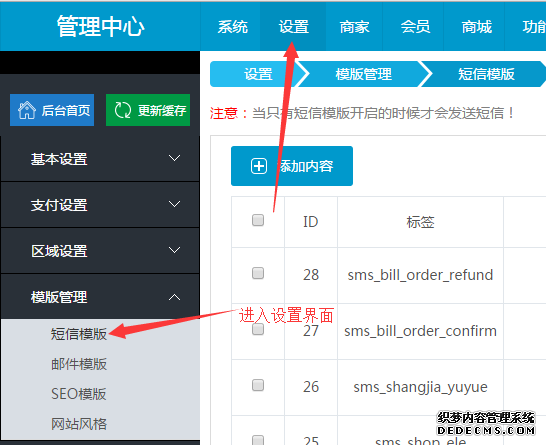 管理中心
系统 设置 商家 会员 商城 功能
设置 模版管理 短信模版
注意：当只有短信模版开启的时候才会发送短信！
后台首页 更新缓存
添加内容
基本设置
支付设置
区域设置
模版管理
短信模版
邮件模版
SEO模版
网站风格
ID 标签
28 sms_bill_order_refund
进入设置界面
27 sms_bill_order_confirm
26 sms_shangjia_yuyue
25 sms_shop_ele
织梦内容管理系统
DEDECMS.COM